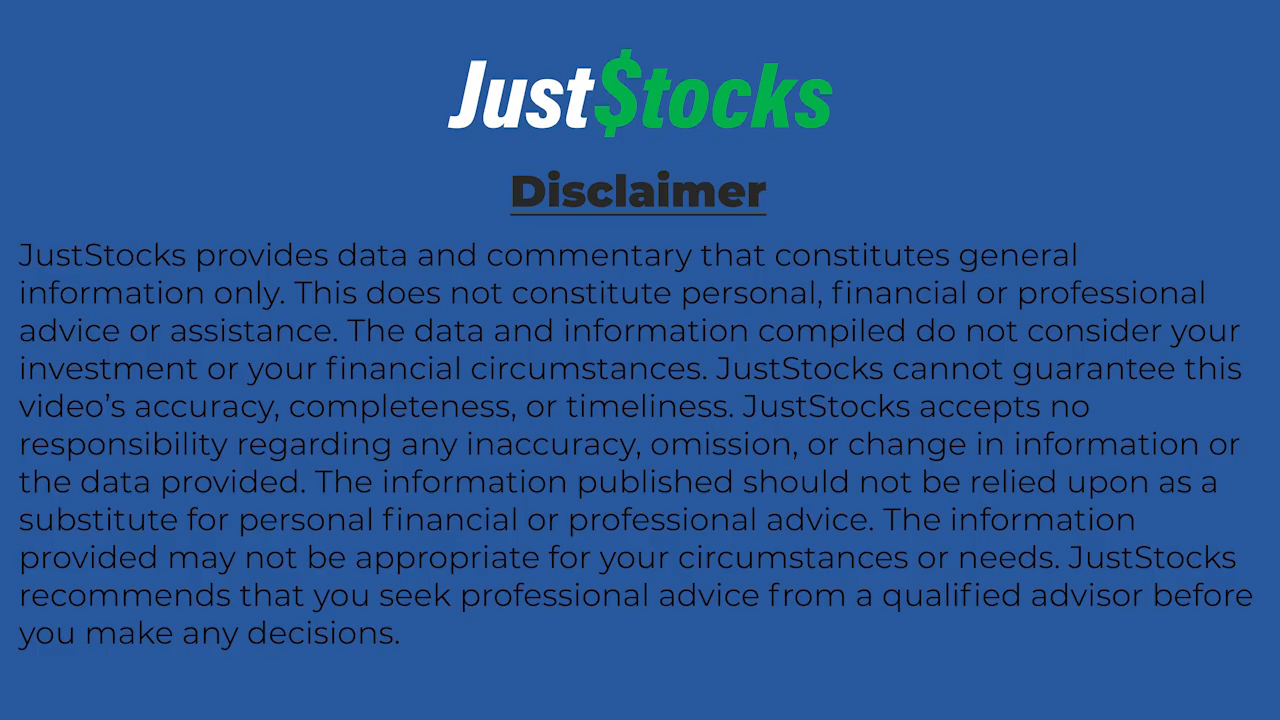 Just$tocks
Disclaimer
JustStocks provides data and commentary that constitutes general
information only. This does not constitute personal, financial or professional
advice or assistance. The data and information compiled do not consider your
investment or your financial circumstances. JustStocks cannot guarantee this
video’s accuracy, completeness, or timeliness. JustStocks accepts no
responsibility regarding any inaccuracy, omission, or change in information or
the data provided. The information published should not be relied upon as a
substitute for personal financial or professional advice. The information
provided may not be appropriate for your circumstances or needs. JustStocks
recommends that you seek professional advice from a qualified advisor before
you make any decisions.